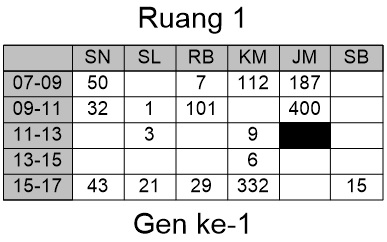 Ruang 1
SN SL RB KM JM SB
07-09 50 7 112 187
09-11 32 1 101 400
11-13 3 9
13-15 6
15-17 43 21 29 332 15
Gen ke-1